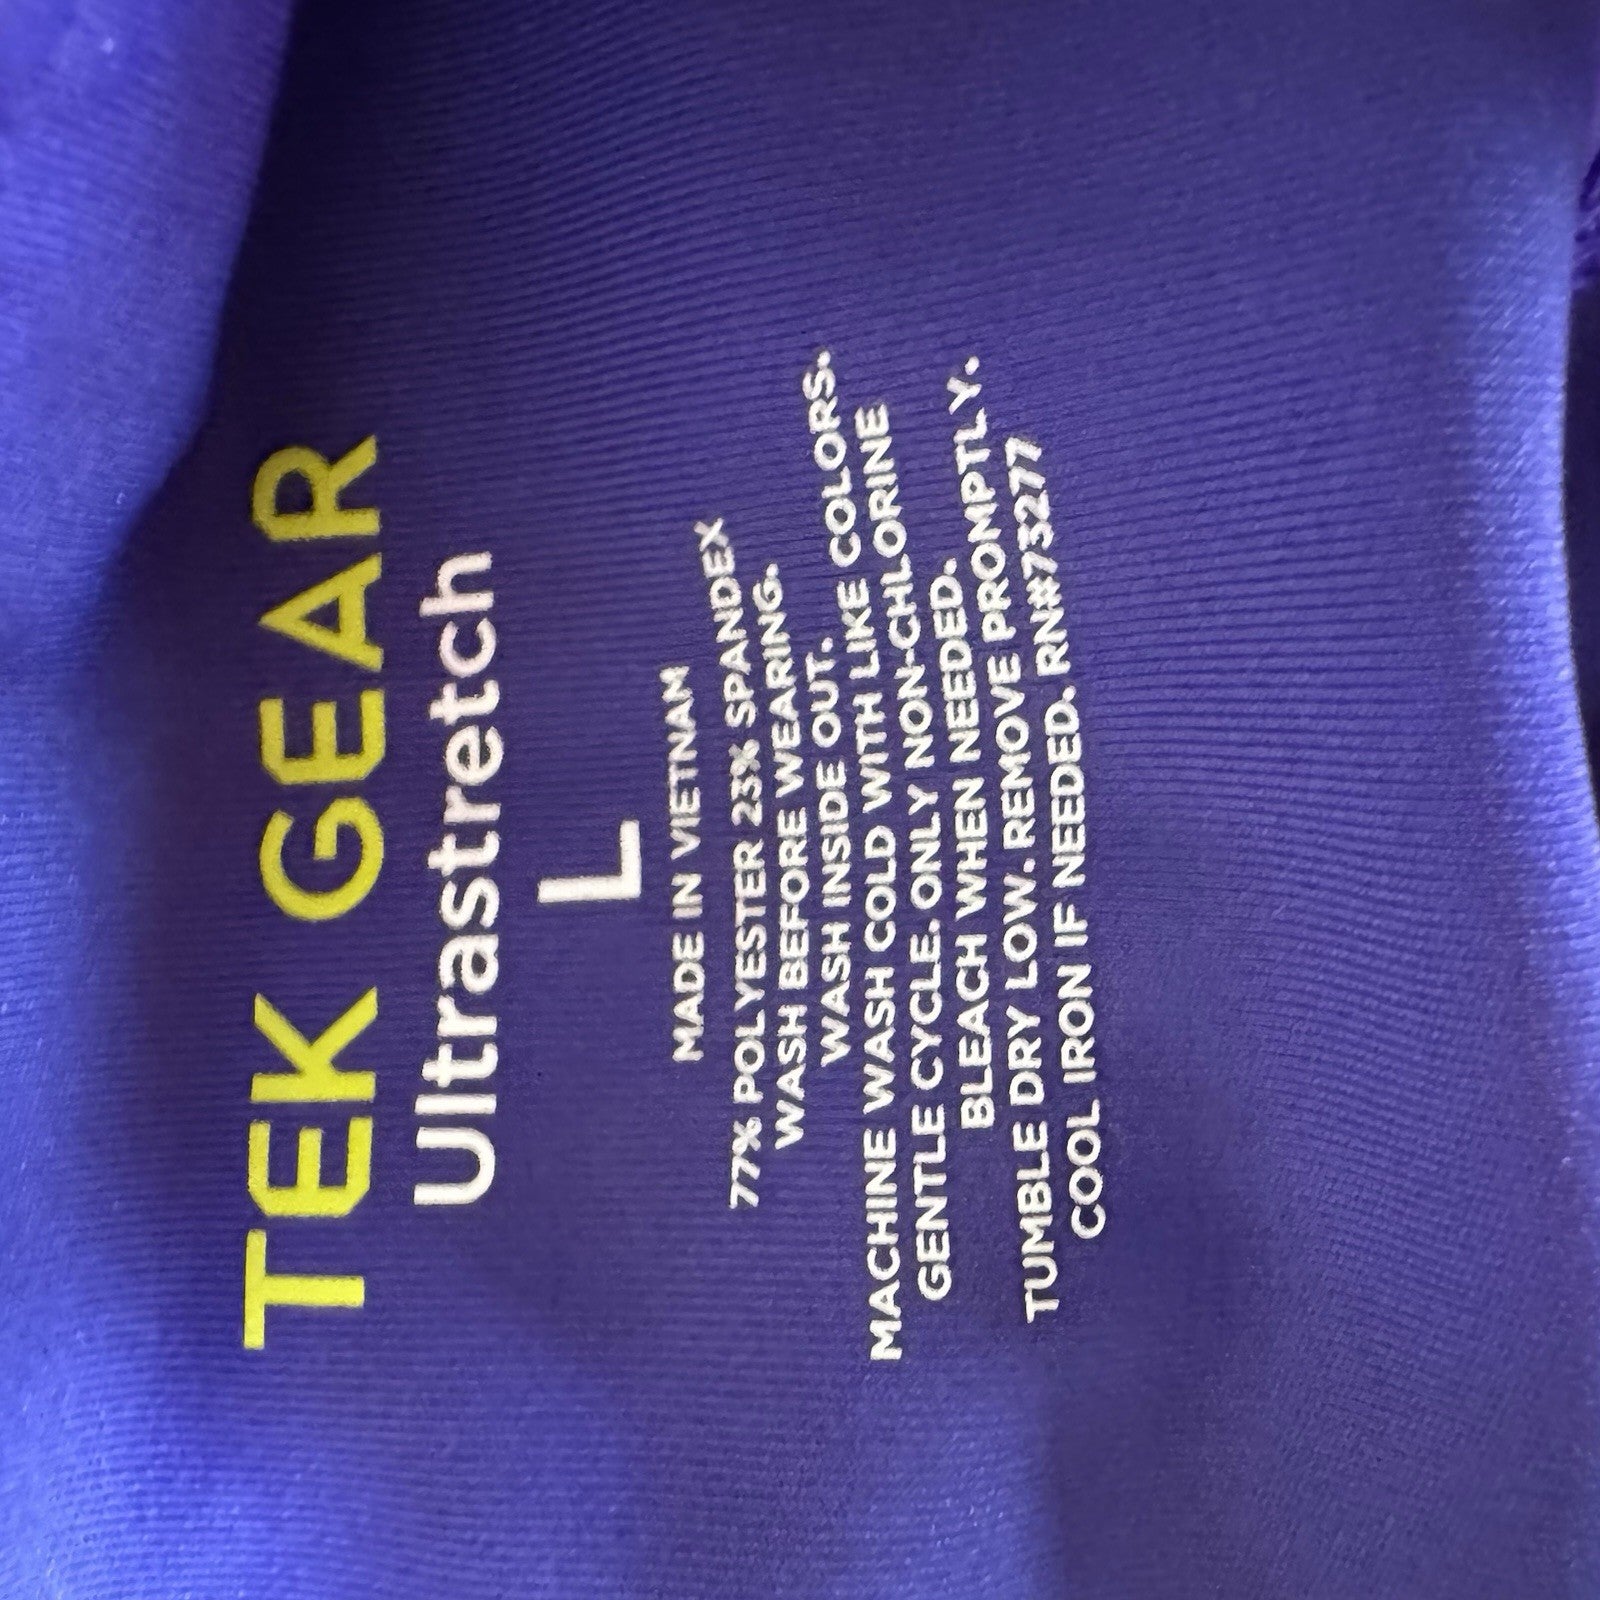 TEK GEAR
Ultrastretch
L
MADE IN VIETNAM
77% POLYESTER 23% SPANDEX
WASH BEFORE WEARING.
WASH INSIDE OUT.
MACHINE WASH COLD WITH LIKE COLORS.
GENTLE CYCLE. ONLY NON-CHLORINE
BLEACH WHEN NEEDED.
TUMBLE DRY LOW. REMOVE PROMPTLY.
COOL IRON IF NEEDED. RN#73277